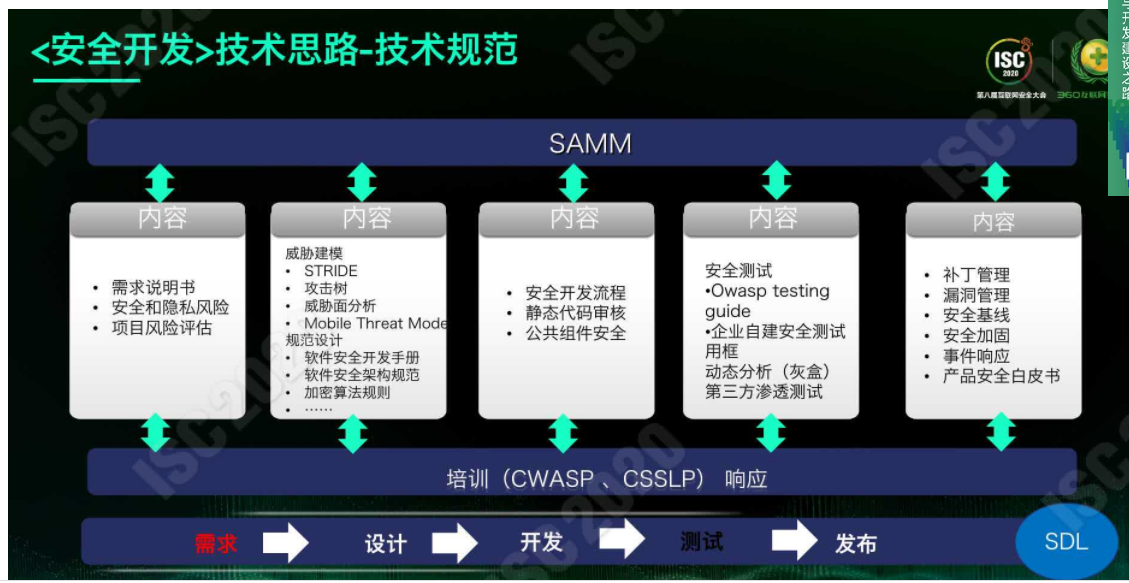 <安全开发>技术思路-技术规范
ISC
2020
第八届互联网安全大会
SAMM
内容
• 需求说明书
• 安全和隐私风险
• 项目风险评估
内容
威胁建模
• STRIDE
• 攻击树
• 威胁面分析
• Mobile Threat Mode
规范设计
• 软件安全开发手册
• 软件安全架构规范
• 加密算法规则
• ……
内容
• 安全开发流程
• 静态代码审核
• 公共组件安全
内容
安全测试
•Owasp testing
guide
•企业自建安全测试
用框
动态分析（灰盒）
第三方渗透测试
内容
• 补丁管理
• 漏洞管理
• 安全基线
• 安全加固
• 事件响应
• 产品安全白皮书
培训（CWASP 、CSSLP） 响应
需求
设计
开发
测试
发布
SDL
ISC 2020